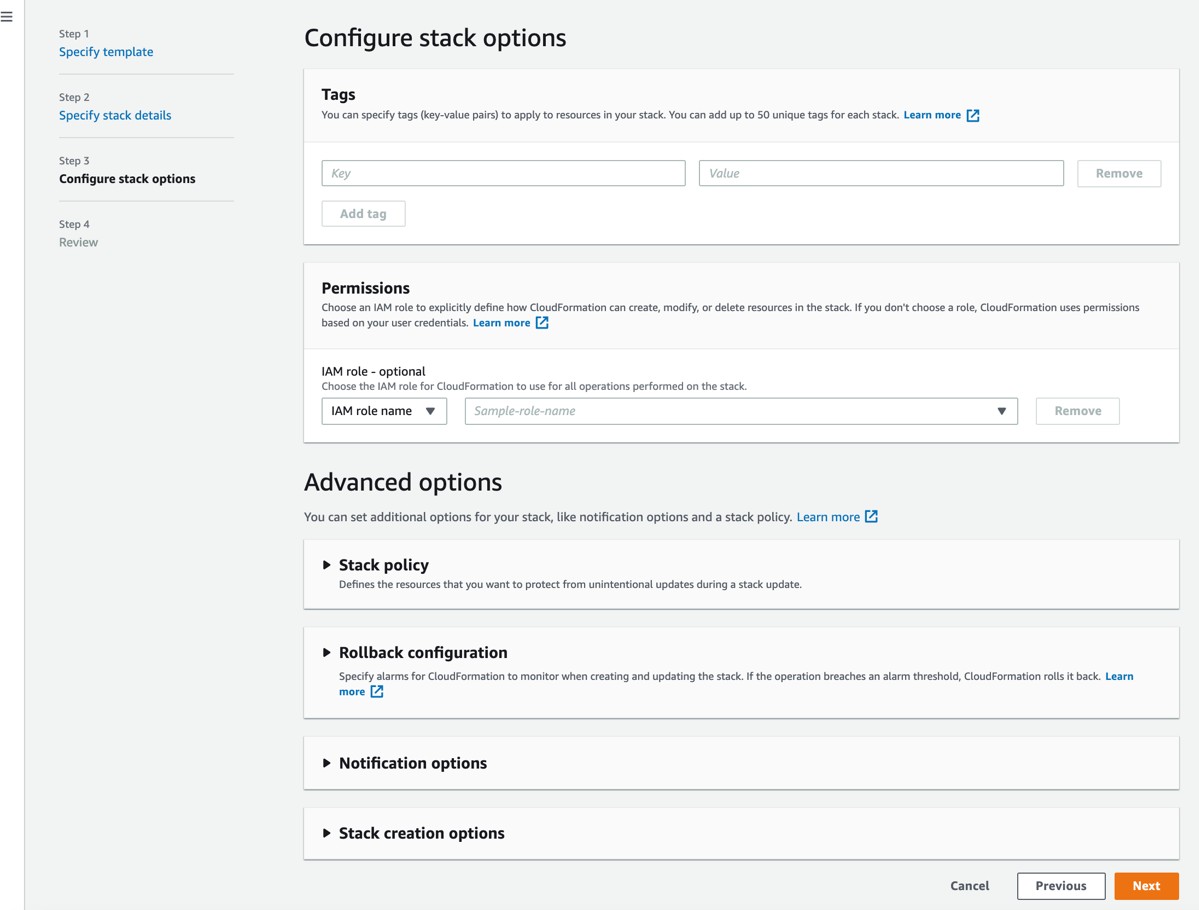 Step 1
Specify template
Step 2
Specify stack details
Step 3
Configure stack options
Step 4
Review
Configure stack options
Tags
You can specify tags (key-value pairs) to apply to resources in your stack. You can add up to 50 unique tags for each stack. Learn more
Key
Value
Remove
Add tag
Permissions
Choose an IAM role to explicitly define how CloudFormation can create, modify, or delete resources in the stack. If you don't choose a role, CloudFormation uses permissions
based on your user credentials. Learn more
IAM role - optional
Choose the IAM role for CloudFormation to use for all operations performed on the stack.
IAM role name
Sample-role-name
Remove
Advanced options
You can set additional options for your stack, like notification options and a stack policy. Learn more
Stack policy
Defines the resources that you want to protect from unintentional updates during a stack update.
Rollback configuration
Specify alarms for CloudFormation to monitor when creating and updating the stack. If the operation breaches an alarm threshold, CloudFormation rolls it back. Learn
more
Notification options
Stack creation options
Cancel
Previous
Next